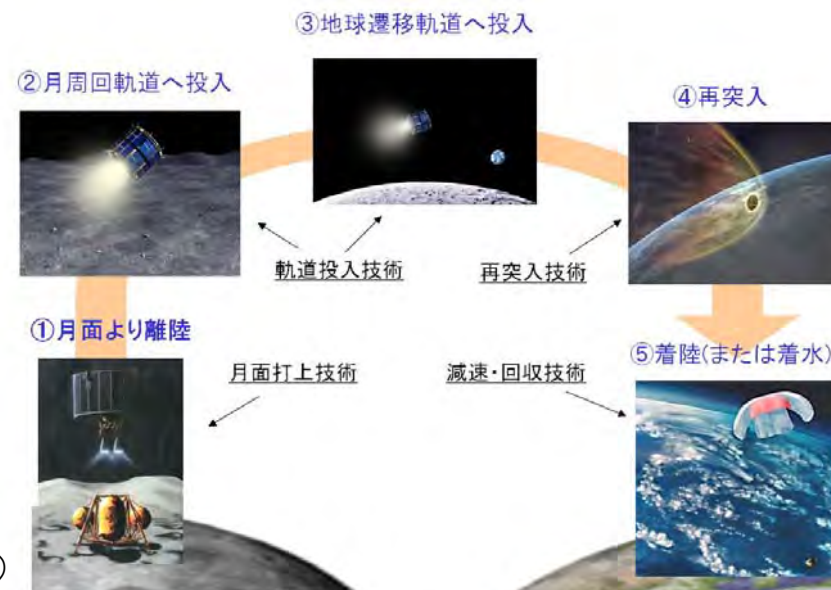 ③地球遷移軌道へ投入
②月周回軌道へ投入
④再突入
軌道投入技術
再突入技術
①月面より離陸
⑤着陸(または着水)
月面打上技術
減速・回収技術
)